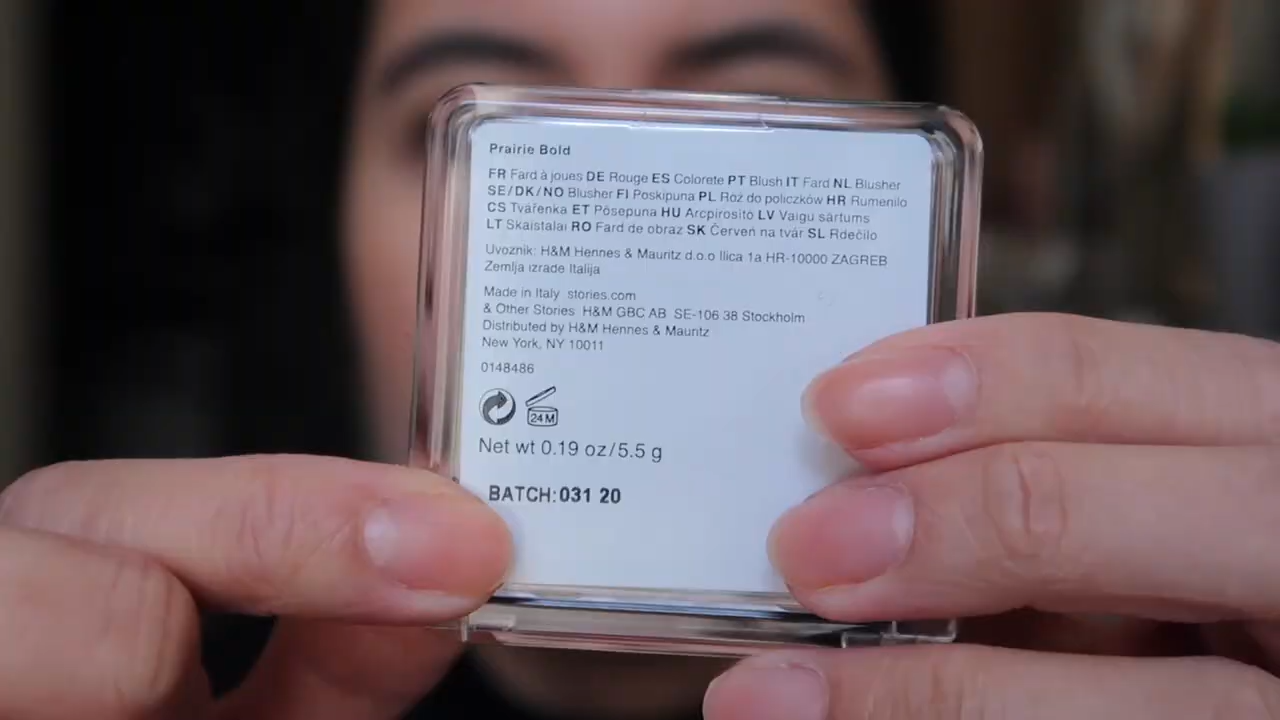 Prairie Bold
FR Fard à joues DE Rouge ES Colorete PT Blush IT Fard NL Blusher
SE/DK/NO Blusher FI Poskipuna PL Róż do policzków HR Rumenilo
CS Tvářenka ET Põsepuna HU Arcpirosító LV Vaigu sārtums
LT Skaistalai RO Fard de obraz SK Červeň na tvár SL Rdečilo
Uvoznik: H&M Hennes & Mauritz d.o.o Ilica 1a HR-10000 ZAGREB
Zemlja izrade Italija
Made in Italy stories.com
& Other Stories H&M GBC AB SE-106 38 Stockholm
Distributed by H&M Hennes & Mauritz
New York, NY 10011
0148486
24M
Net wt 0.19 oz/5.5 g
BATCH:031 20